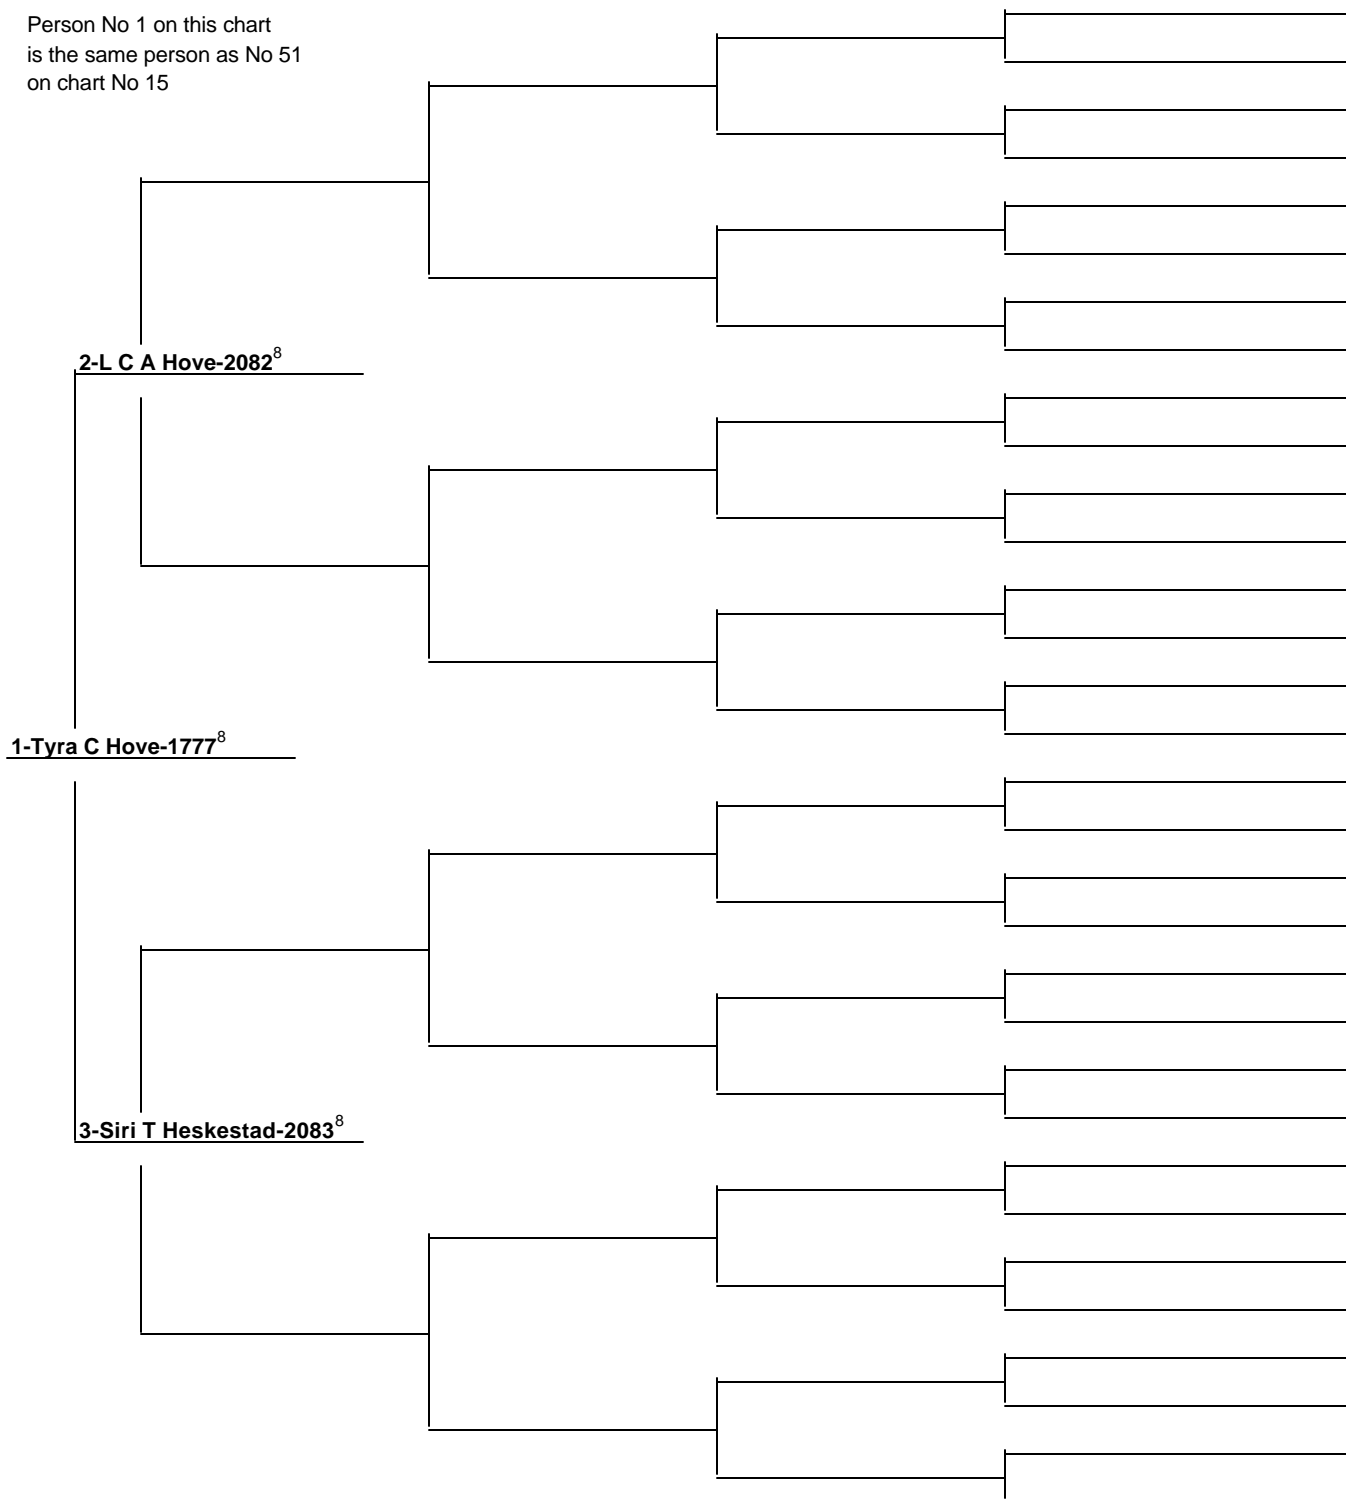 Person No 1 on this chart
is the same person as No 51
on chart No 15
2-L C A Hove-2082⁸
1-Tyra C Hove-1777⁸
3-Siri T Heskestad-2083⁸